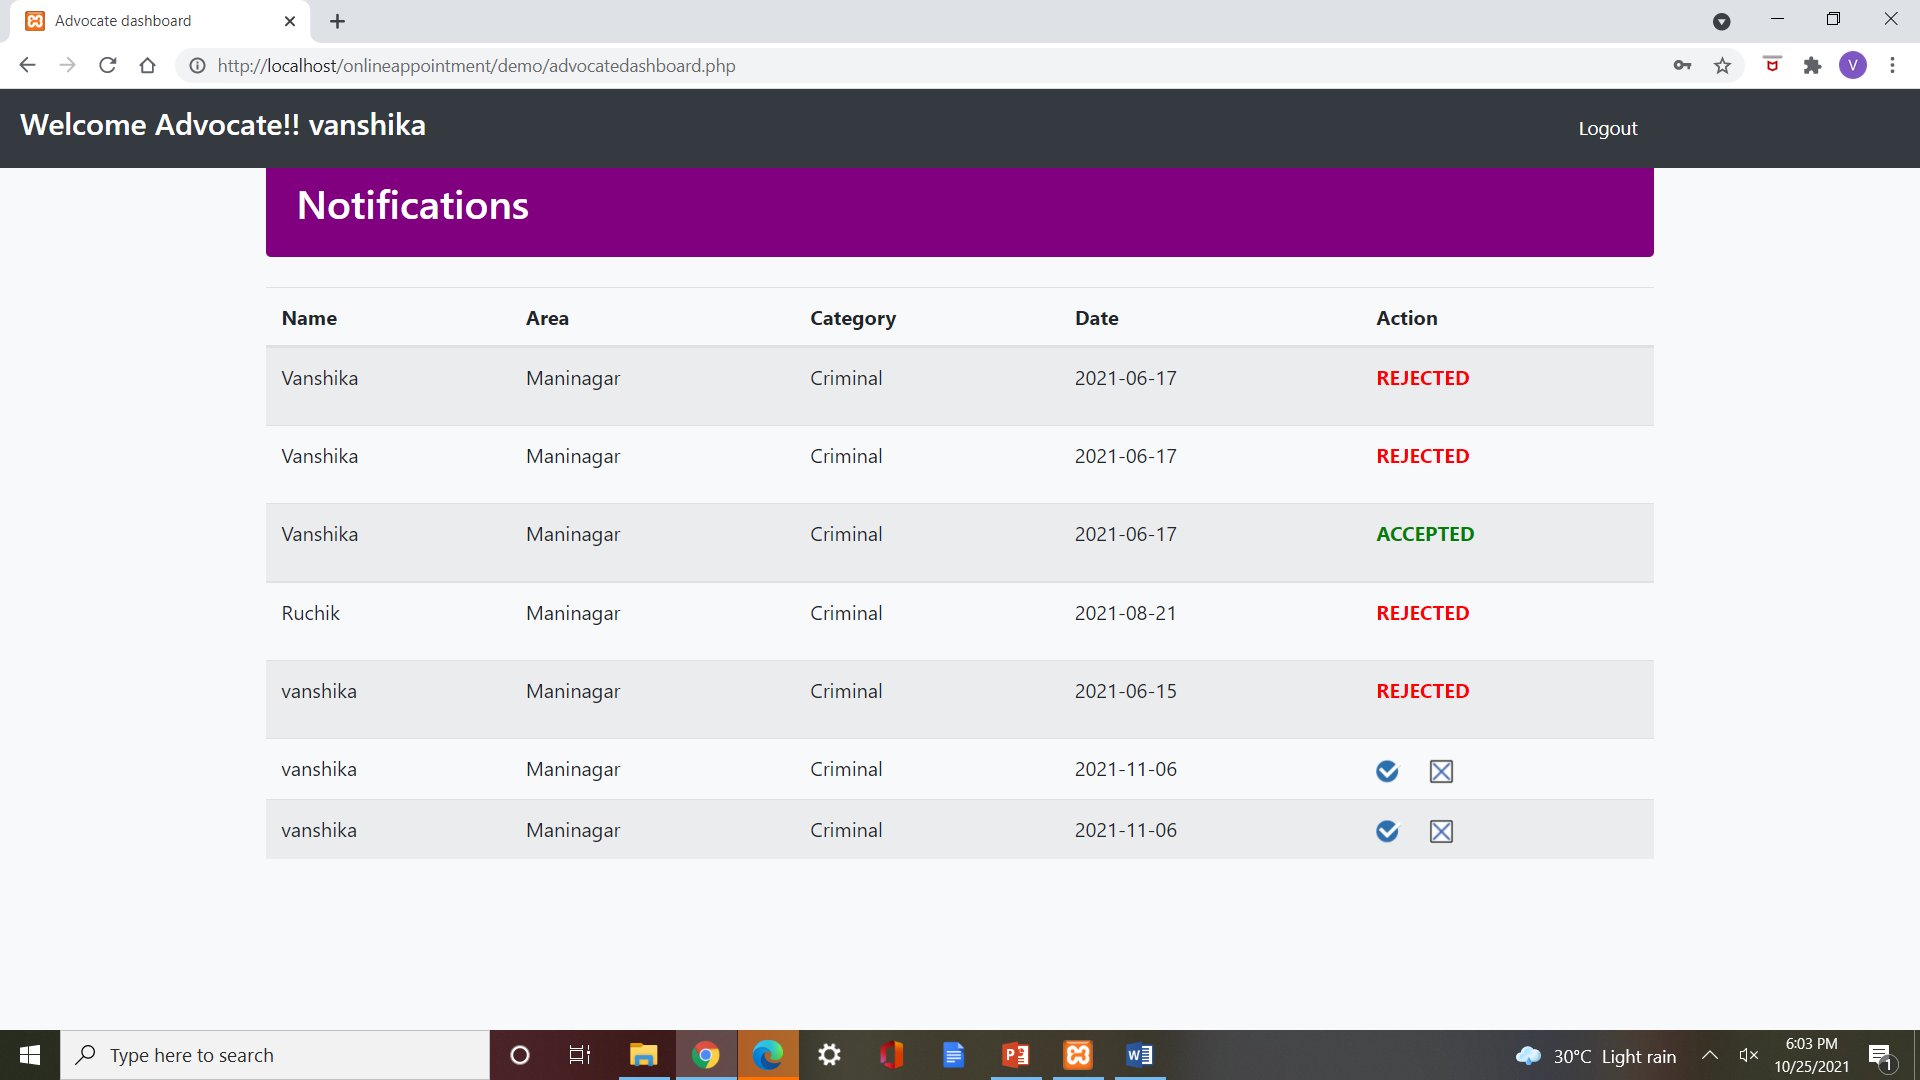 Advocate dashboard
http://localhost/onlineappointment/demo/advocatedashboard.php
V
Welcome Advocate!! vanshika
Logout
Notifications
Name Area Category Date Action
Vanshika Maninagar Criminal 2021-06-17 REJECTED
Vanshika Maninagar Criminal 2021-06-17 REJECTED
Vanshika Maninagar Criminal 2021-06-17 ACCEPTED
Ruchik Maninagar Criminal 2021-08-21 REJECTED
vanshika Maninagar Criminal 2021-06-15 REJECTED
vanshika Maninagar Criminal 2021-11-06
vanshika Maninagar Criminal 2021-11-06
Type here to search
30°C Light rain
6:03 PM
10/25/2021
1